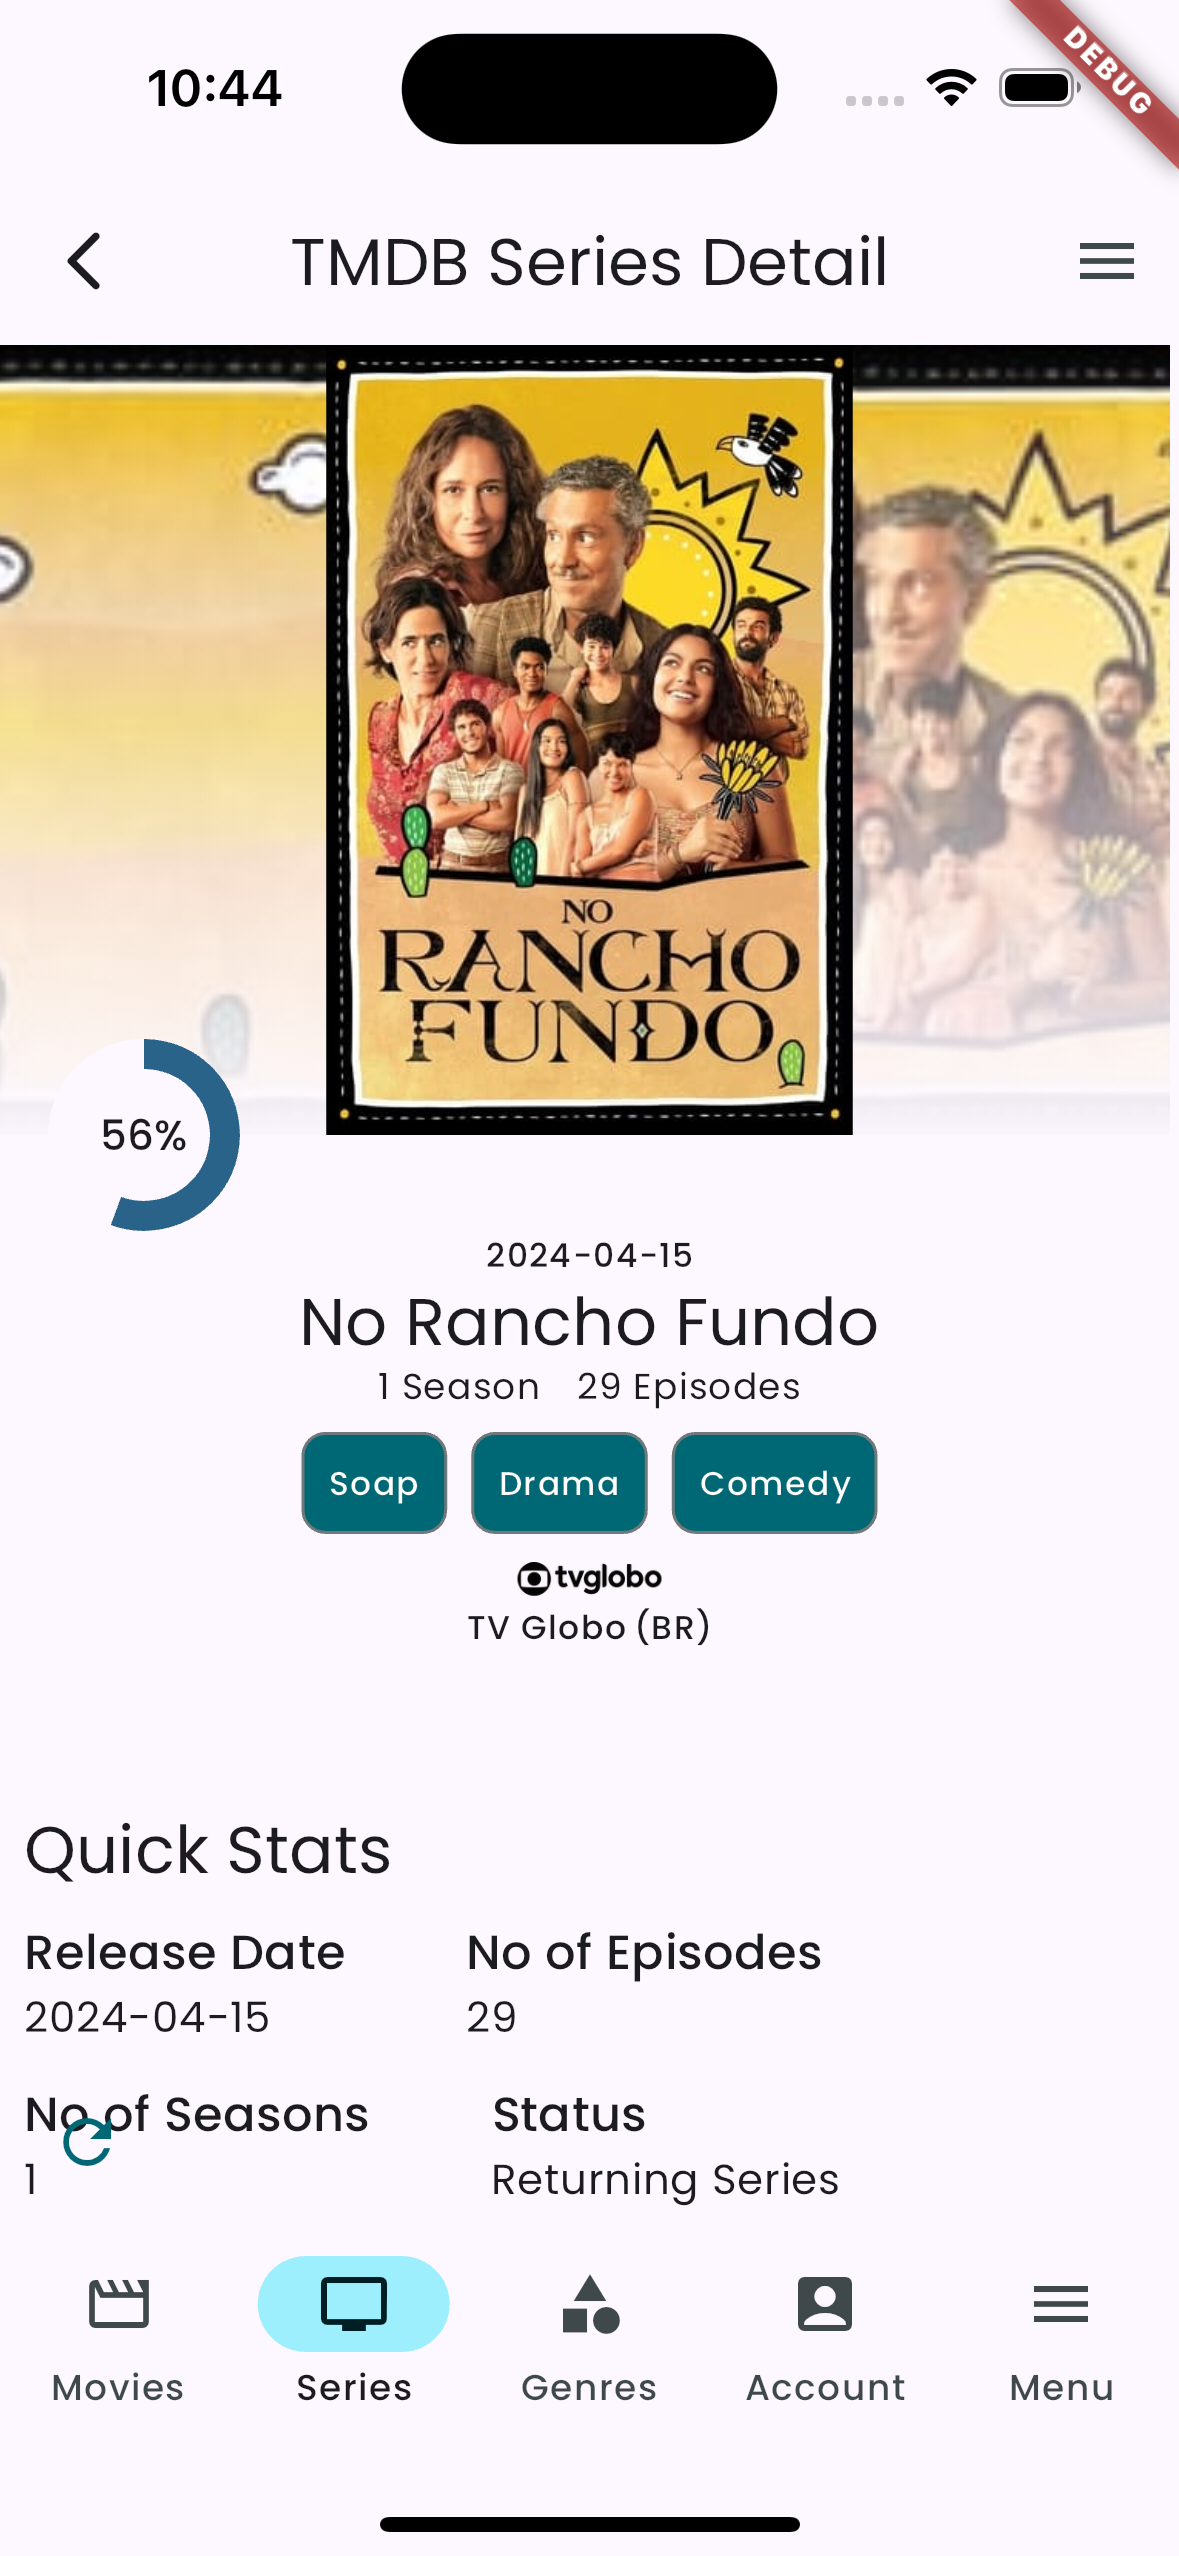 10:44
DEBUG
TMDB Series Detail
NO
RANCHO
FUNDO
56%
2024-04-15
No Rancho Fundo
1 Season 29 Episodes
Soap Drama Comedy
tvglobo
TV Globo (BR)
Quick Stats
Release Date No of Episodes
2024-04-15 29
No of Seasons Status
1 Returning Series
Movies Series Genres Account Menu